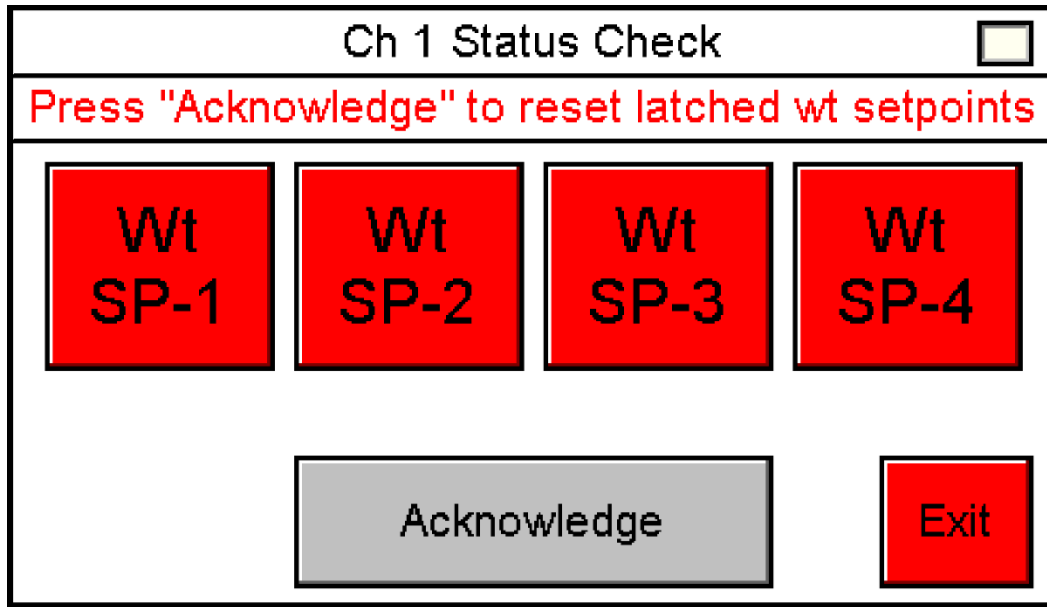 Ch 1 Status Check
Press "Acknowledge" to reset latched wt setpoints
Wt
SP-1
Wt
SP-2
Wt
SP-3
Wt
SP-4
Acknowledge
Exit